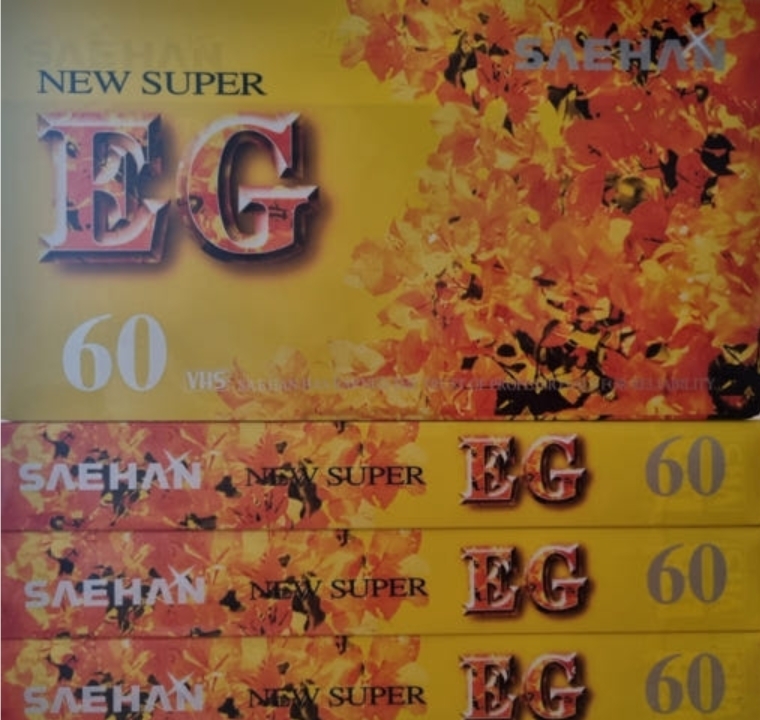 SAEHAN
NEW SUPER
EG
60
VHS
SAEHAN NEW SUPER EG 60
SAEHAN NEW SUPER EG 60
SAEHAN NEW SUPER EG 60